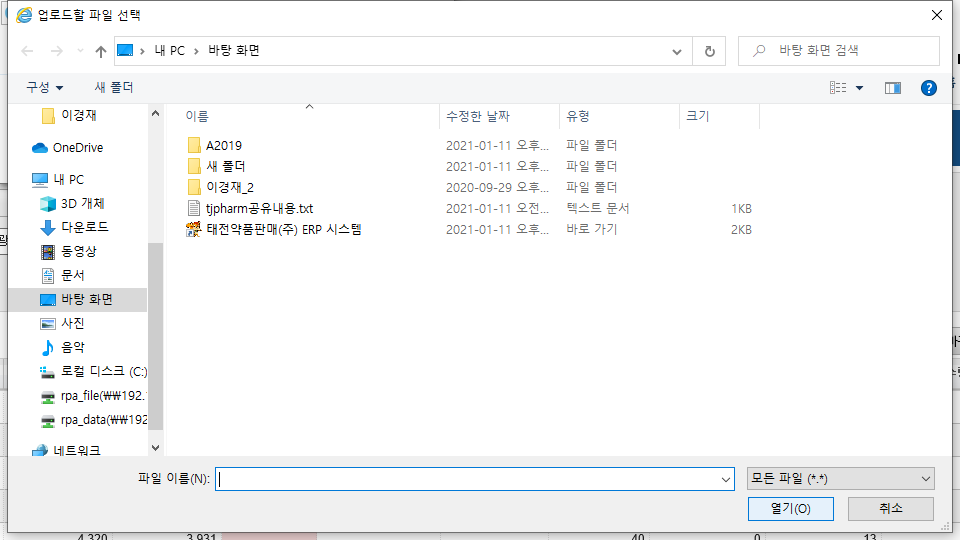 업로드할 파일 선택
내 PC > 바탕 화면
바탕 화면 검색
구성 새 폴더
이름 수정한 날짜 유형 크기
이경재
OneDrive
내 PC
3D 개체
다운로드
동영상
문서
바탕 화면
사진
음악
로컬 디스크 (C:)
rpa_file(₩₩192.1
rpa_data(₩₩192
네트워크
A2019 2021-01-11 오후... 파일 폴더
새 폴더 2021-01-11 오후... 파일 폴더
이경재_2 2020-09-29 오후... 파일 폴더
tjpharm공유내용.txt 2021-01-11 오전... 텍스트 문서 1KB
태전약품판매(주) ERP 시스템 2021-01-11 오후... 바로 가기 2KB
파일 이름(N): 모든 파일 (*.*)
열기(O) 취소
4,320 3,931 40 0 13